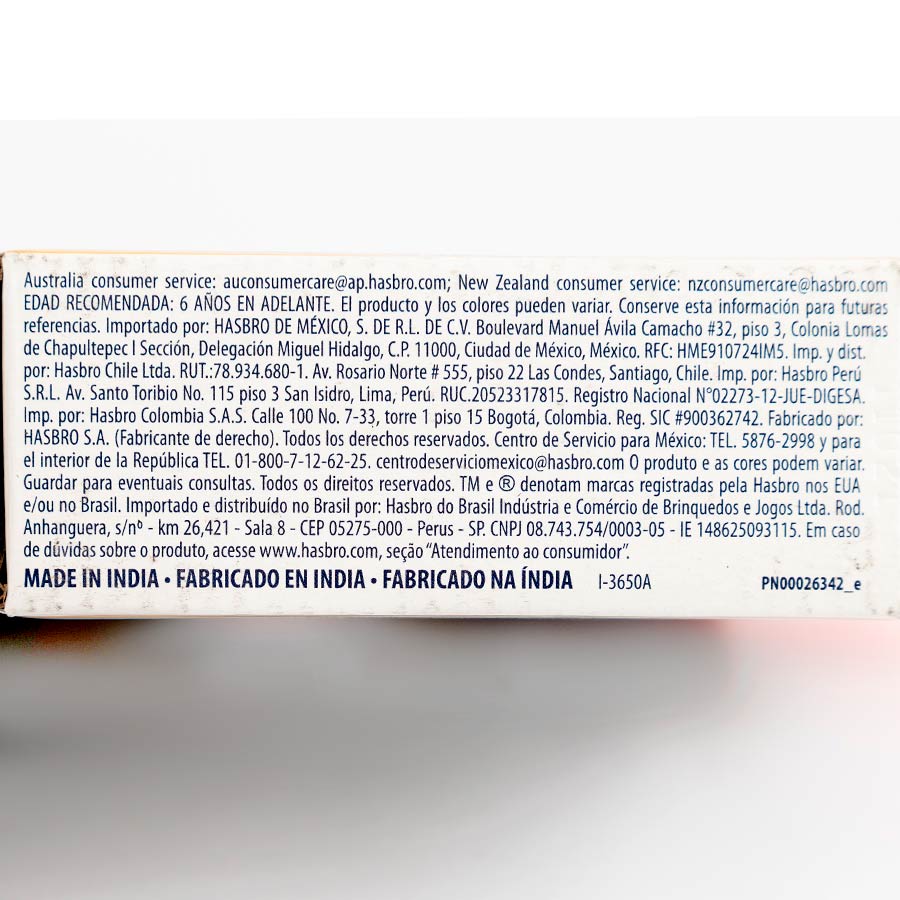 Australia consumer service: auconsumercare@ap.hasbro.com; New Zealand consumer service: nzconsumercare@hasbro.com
EDAD RECOMENDADA: 6 AÑOS EN ADELANTE. El producto y los colores pueden variar. Conserve esta información para futuras
referencias. Importado por: HASBRO DE MÉXICO, S. DE R.L. DE C.V. Boulevard Manuel Ávila Camacho #32, piso 3, Colonia Lomas
de Chapultepec I Sección, Delegación Miguel Hidalgo, C.P. 11000, Ciudad de México, México. RFC: HME910724IM5. Imp. y dist.
por: Hasbro Chile Ltda. RUT.:78.934.680-1. Av. Rosario Norte # 555, piso 22 Las Condes, Santiago, Chile. Imp. por: Hasbro Perú
S.R.L. Av. Santo Toribio No. 115 piso 3 San Isidro, Lima, Perú. RUC.20523317815. Registro Nacional N°02273-12-JUE-DIGESA.
Imp. por: Hasbro Colombia S.A.S. Calle 100 No. 7-33, torre 1 piso 15 Bogotá, Colombia. Reg. SIC #900362742. Fabricado por:
HASBRO S.A. (Fabricante de derecho). Todos los derechos reservados. Centro de Servicio para México: TEL. 5876-2998 y para
el interior de la República TEL. 01-800-7-12-62-25. centrodeserviciomexico@hasbro.com O produto e as cores podem variar.
Guardar para eventuais consultas. Todos os direitos reservados. TM e ® denotam marcas registradas pela Hasbro nos EUA
e/ou no Brasil. Importado e distribuído no Brasil por: Hasbro do Brasil Indústria e Comércio de Brinquedos e Jogos Ltda. Rod.
Anhanguera, s/nº - km 26,421 - Sala 8 - CEP 05275-000 - Perus - SP. CNPJ 08.743.754/0003-05 - IE 148625093115. Em caso
de dúvidas sobre o produto, acesse www.hasbro.com, seção “Atendimento ao consumidor”.
MADE IN INDIA • FABRICADO EN INDIA • FABRICADO NA ÍNDIA I-3650A PN00026342_e